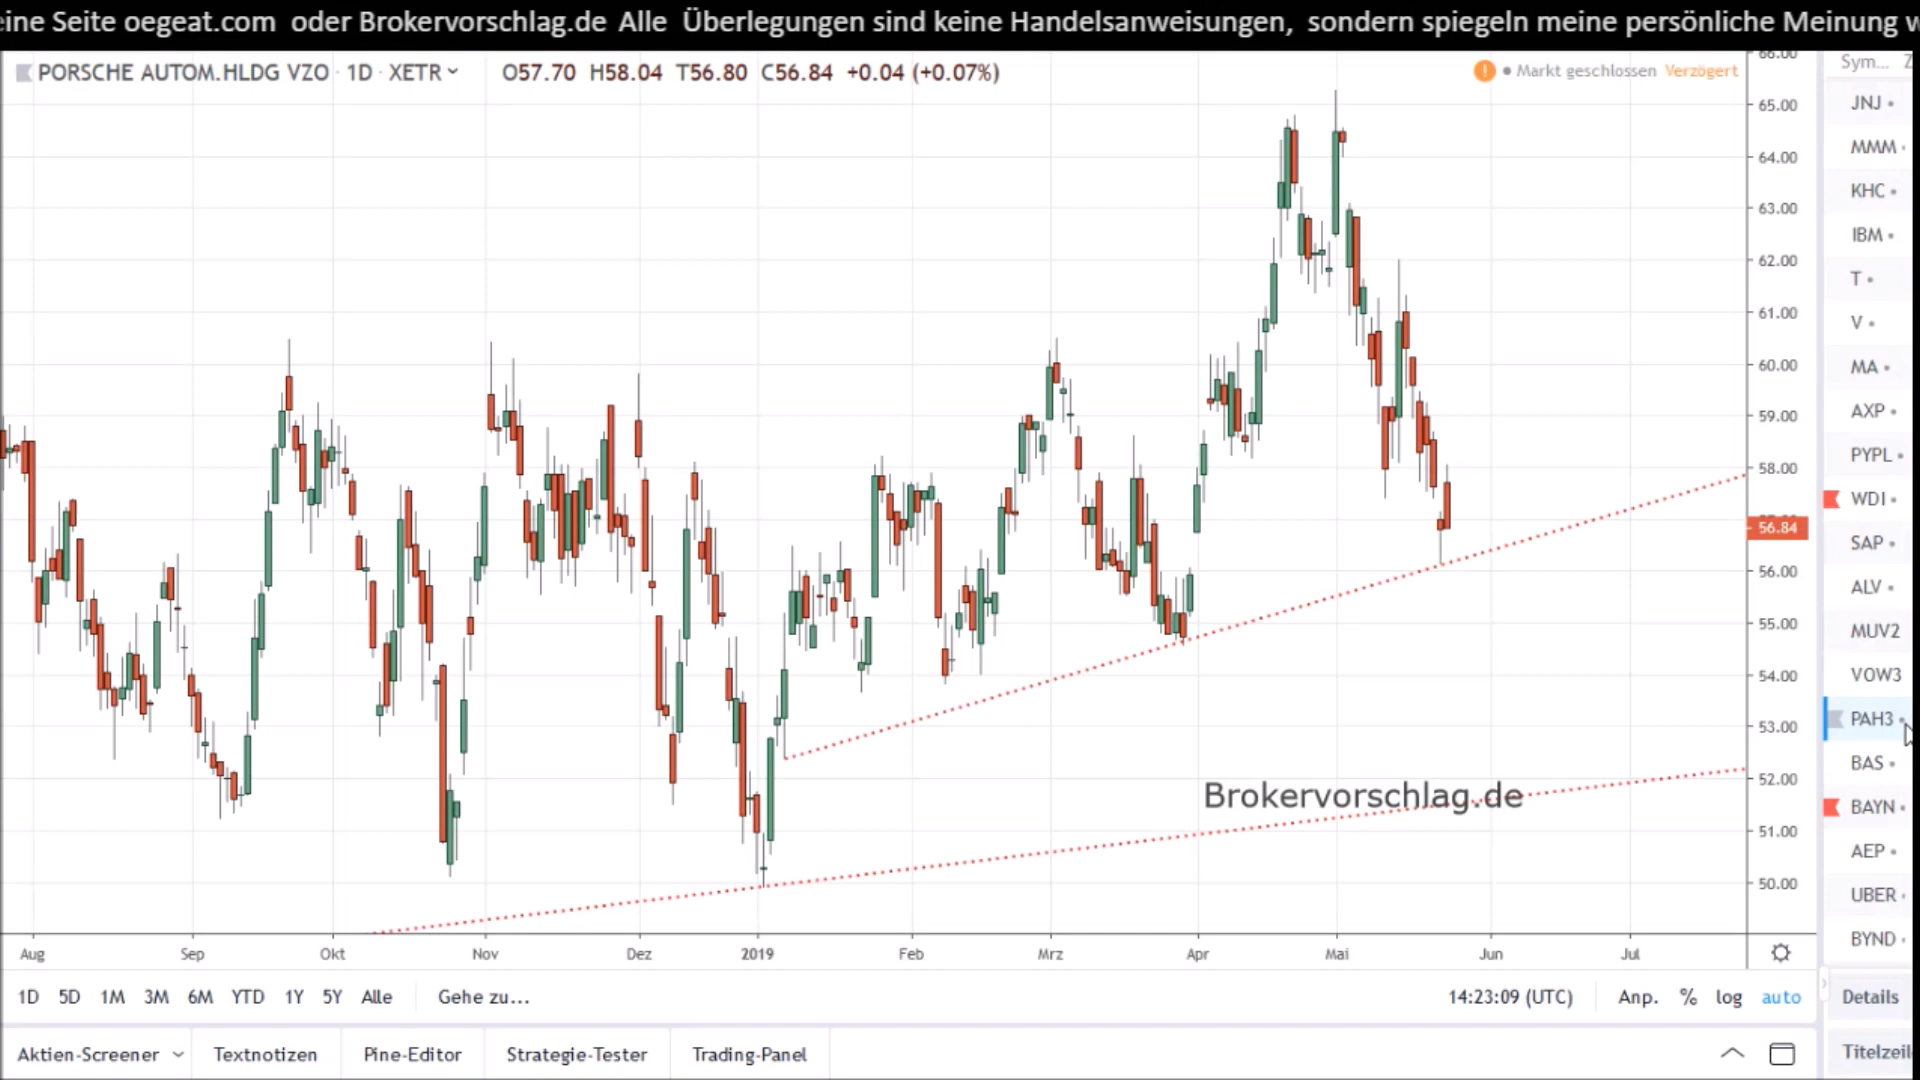 eine Seite oegeat.com oder Brokervorschlag.de Alle Überlegungen sind keine Handelsanweisungen, sondern spiegeln meine persönliche Meinung w
PORSCHE AUTOM.HLDG VZO · 1D · XETR O57.70 H58.04 T56.80 C56.84 +0.04 (+0.07%)
! • Markt geschlossen Verzögert
66.00
65.00
64.00
63.00
62.00
61.00
60.00
59.00
58.00
56.84
56.00
55.00
54.00
53.00
52.00
51.00
50.00
Sym... Z
JNJ •
MMM •
KHC •
IBM •
T •
V •
MA •
AXP •
PYPL •
WDI •
SAP •
ALV •
MUV2
VOW3
PAH3 •
BAS •
BAYN •
AEP •
UBER •
BYND •
Brokervorschlag.de
Aug Sep Okt Nov Dez 2019 Feb Mrz Apr Mai Jun Jul
1D 5D 1M 3M 6M YTD 1Y 5Y Alle Gehe zu... 14:23:09 (UTC) Anp. % log auto
Details
Aktien-Screener Textnotizen Pine-Editor Strategie-Tester Trading-Panel
Titelzeil